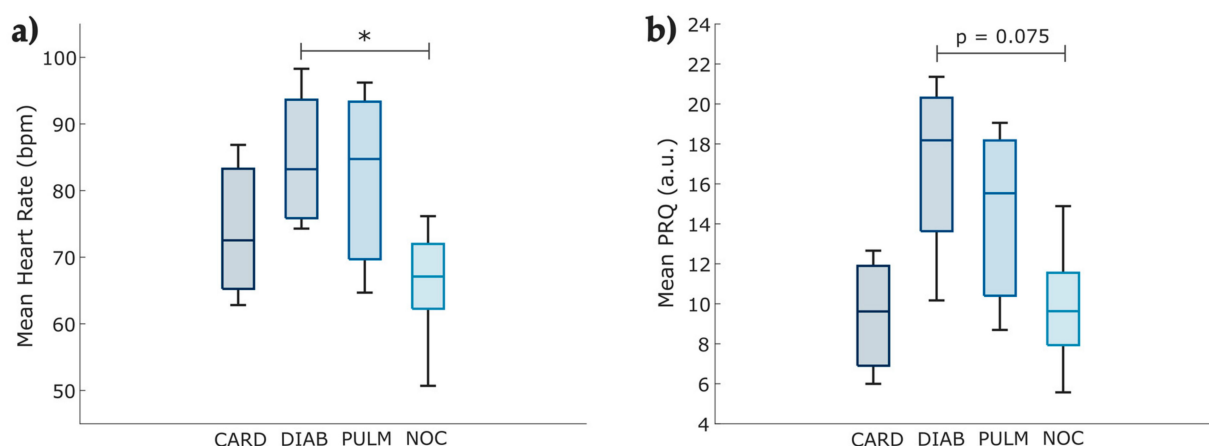 a)
*
Mean Heart Rate (bpm)
100
90
80
70
60
50
CARD DIAB PULM NOC
b)
p = 0.075
Mean PRQ (a.u.)
24
22
20
18
16
14
12
10
8
6
4
CARD DIAB PULM NOC